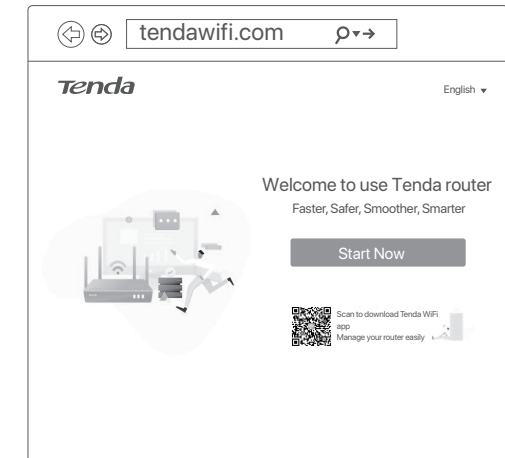 tendawifi.com
Tenda
English
Welcome to use Tenda router
Faster, Safer, Smoother, Smarter
Start Now
Scan to download Tenda WiFi
app
Manage your router easily